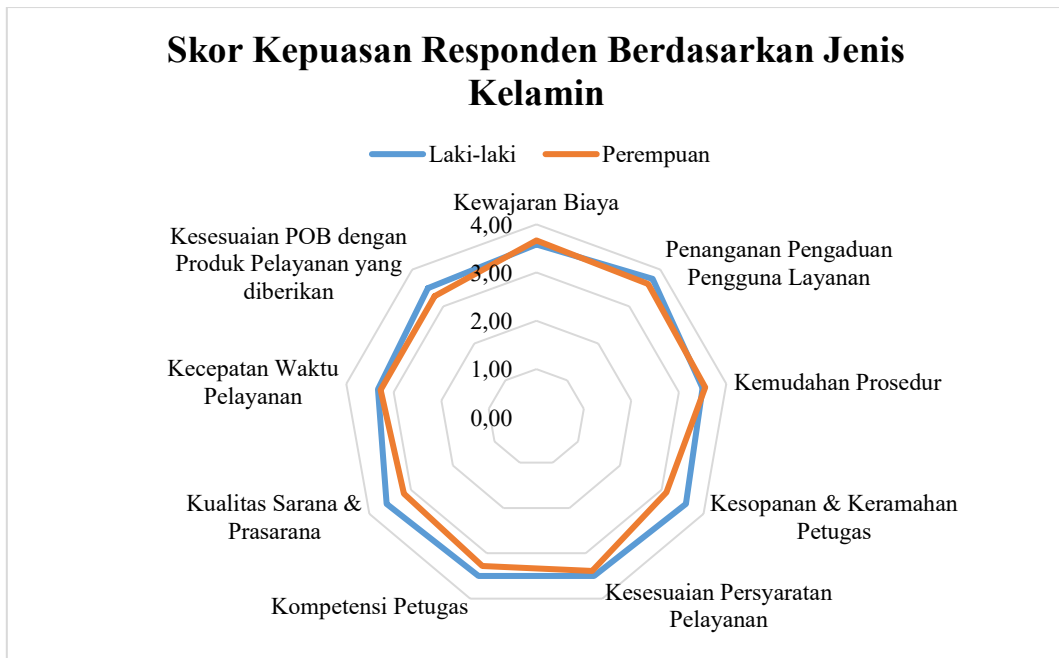 Skor Kepuasan Responden Berdasarkan Jenis
Kelamin
Laki-laki
Perempuan
Kewajaran Biaya
Penanganan Pengaduan
Pengguna Layanan
Kemudahan Prosedur
Kesopanan & Keramahan
Petugas
Kesesuaian Persyaratan
Pelayanan
Kompetensi Petugas
Kualitas Sarana &
Prasarana
Kecepatan Waktu
Pelayanan
Kesesuaian POB dengan
Produk Pelayanan yang
diberikan
4,00
3,00
2,00
1,00
0,00